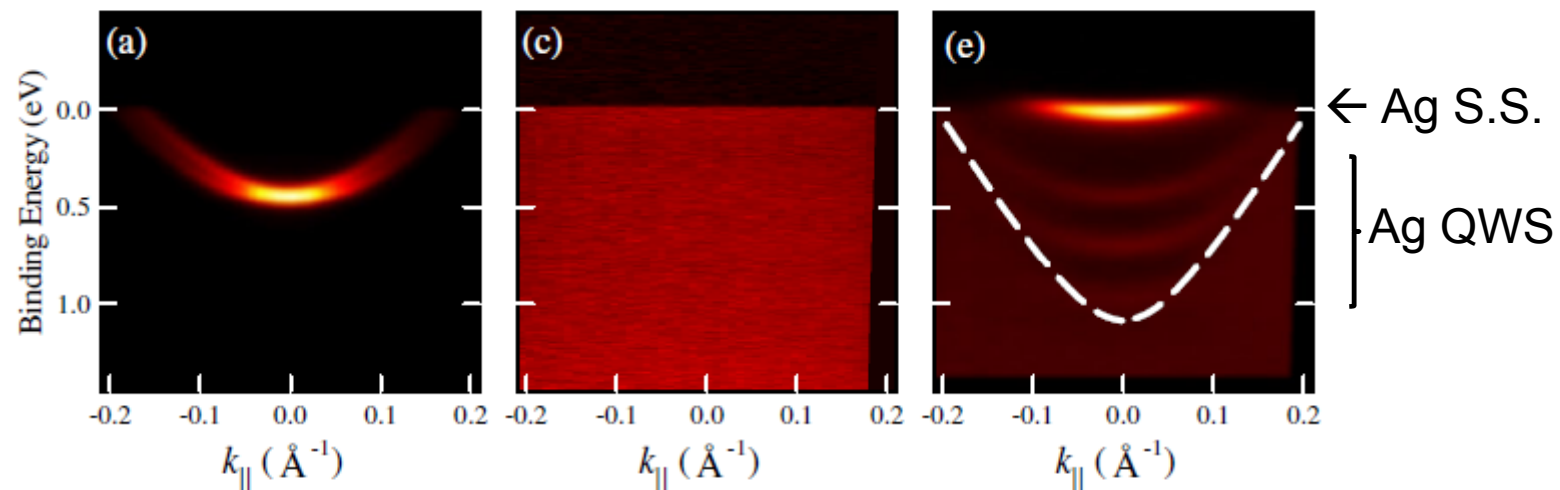 (a)
(c)
(e)
Binding Energy (eV)
0.0
0.5
1.0
← Ag S.S.
Ag QWS
-0.2 -0.1 0.0 0.1 0.2
-0.2 -0.1 0.0 0.1 0.2
-0.2 -0.1 0.0 0.1 0.2
k|| (Å⁻¹)
k|| (Å⁻¹)
k|| (Å⁻¹)